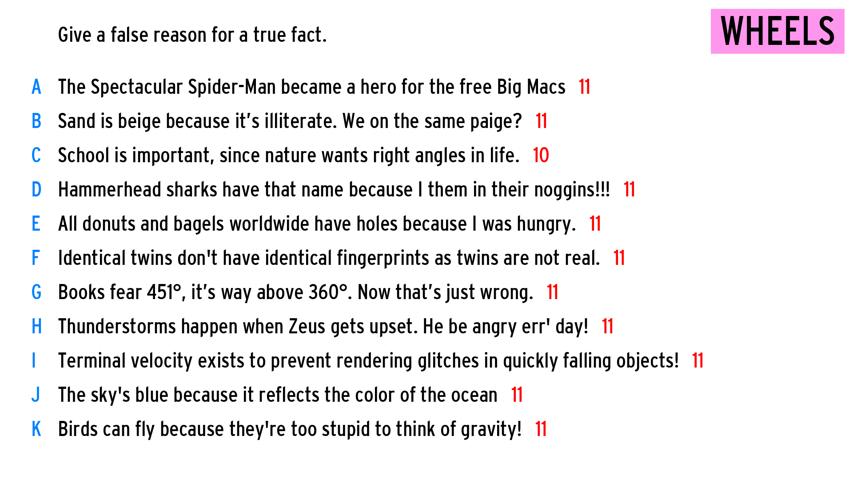 Give a false reason for a true fact.
WHEELS
A The Spectacular Spider-Man became a hero for the free Big Macs 11
B Sand is beige because it's illiterate. We on the same paige? 11
C School is important, since nature wants right angles in life. 10
D Hammerhead sharks have that name because I them in their noggins!!! 11
E All donuts and bagels worldwide have holes because I was hungry. 11
F Identical twins don't have identical fingerprints as twins are not real. 11
G Books fear 451°, it's way above 360°. Now that's just wrong. 11
H Thunderstorms happen when Zeus gets upset. He be angry err' day! 11
I Terminal velocity exists to prevent rendering glitches in quickly falling objects! 11
J The sky's blue because it reflects the color of the ocean 11
K Birds can fly because they're too stupid to think of gravity! 11